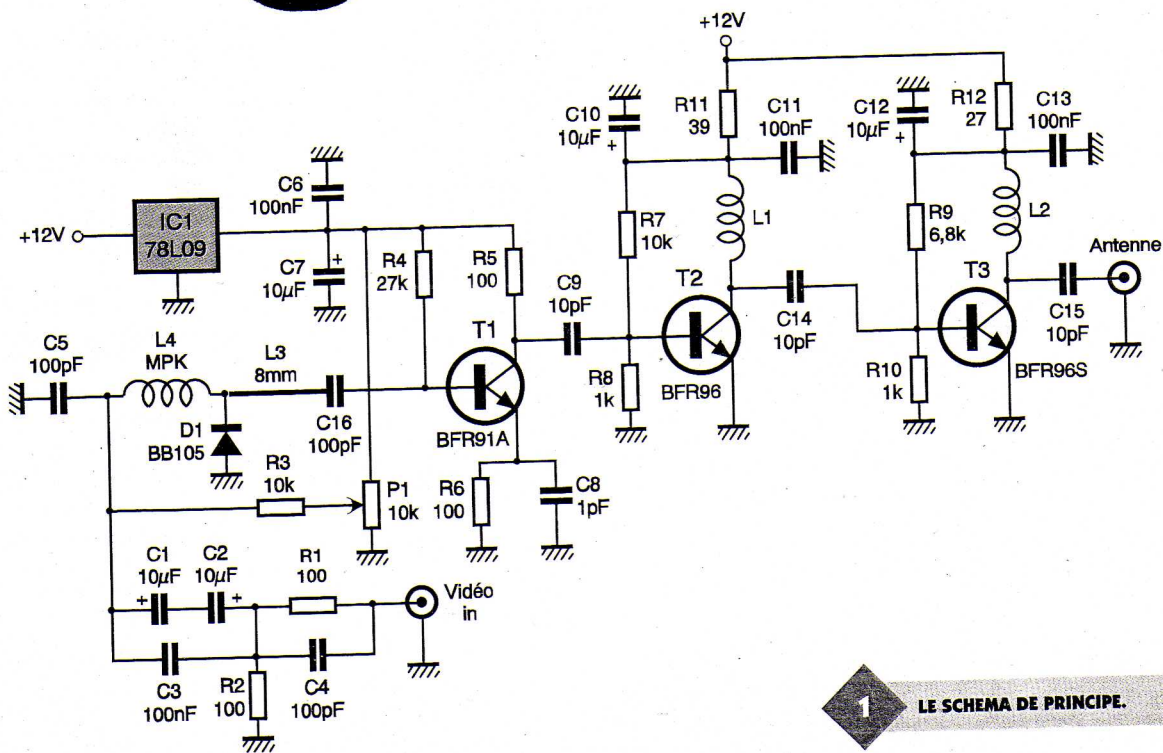 +12V
C10
10µF
+
R11
39
C11
100nF
C12
10µF
+
R12
27
C13
100nF
C6
100nF
IC1
78L09
+12V
C7
10µF
+
R4
27k
R5
100
R7
10k
L1
R9
6,8k
L2
Antenne
C5
100pF
L4
MPK
L3
8mm
T1
C9
10pF
T2
C14
10pF
T3
C15
10pF
D1
BB105
C16
100pF
BFR91A
R8
1k
BFR96
R10
1k
BFR96S
R3
10k
P1
10k
R6
100
C8
1pF
C1
10µF
+
C2
10µF
+
R1
100
Vidéo
in
C3
100nF
R2
100
C4
100pF
1
LE SCHEMA DE PRINCIPE.